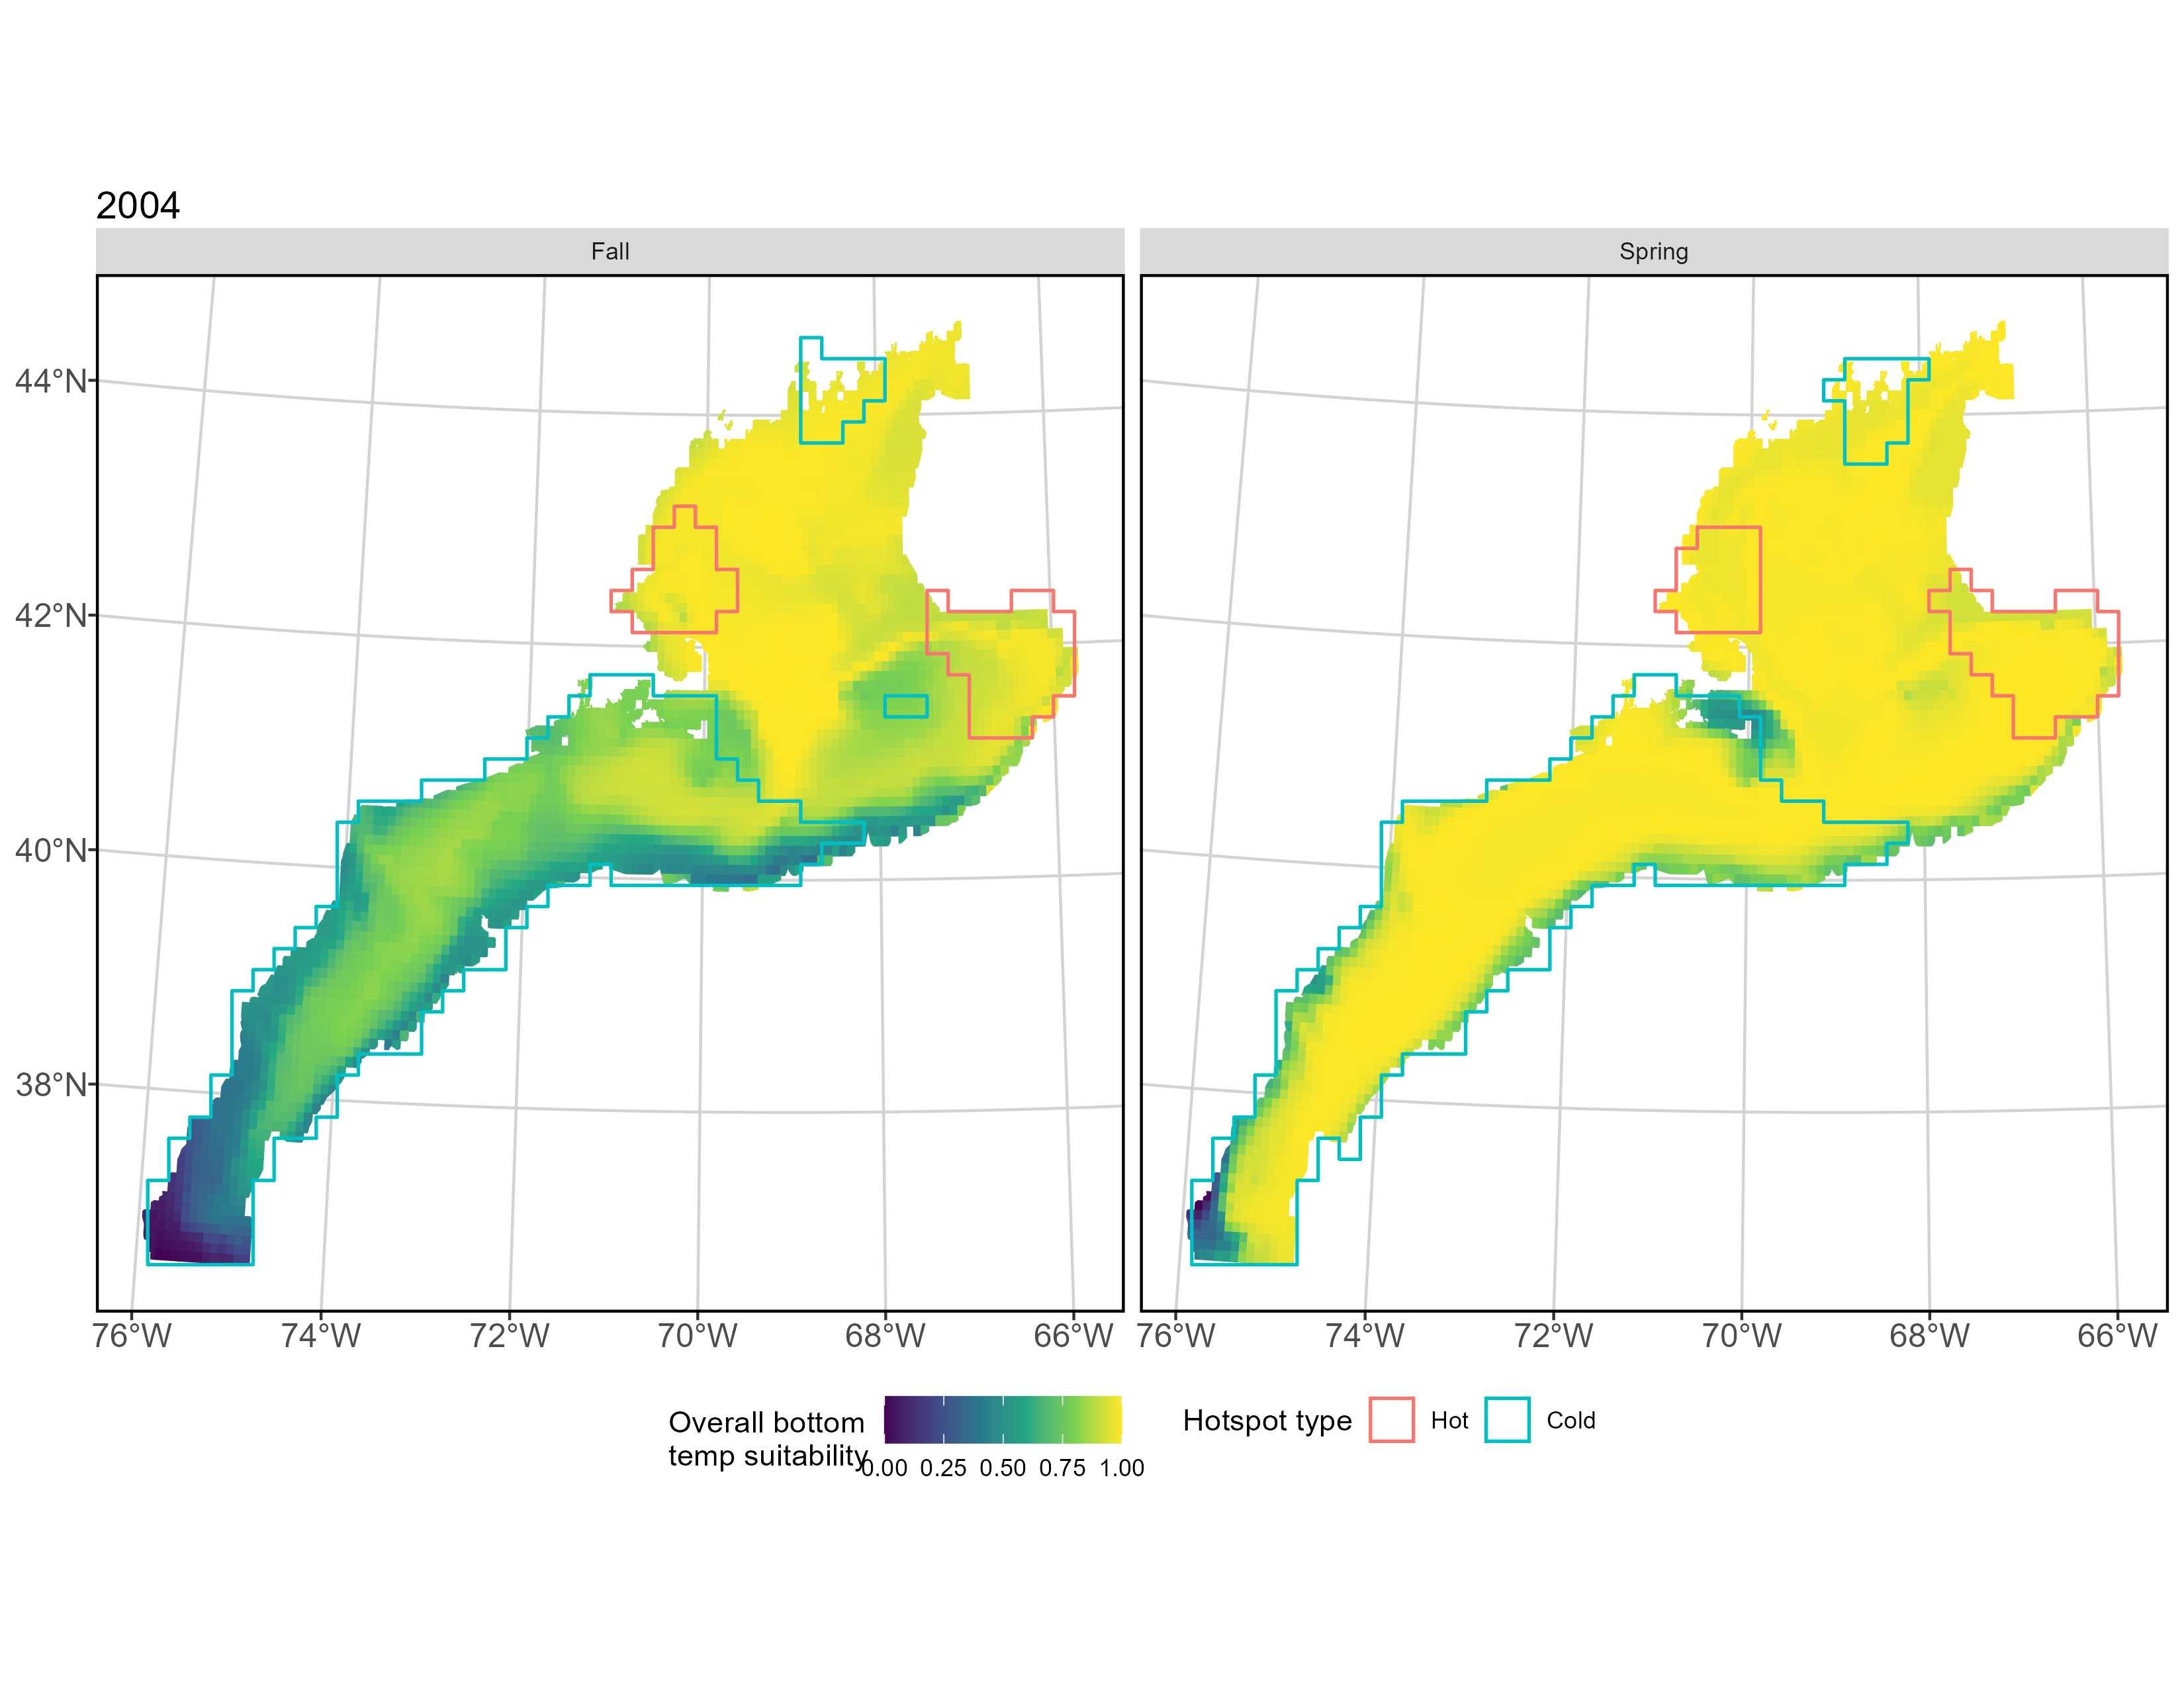 2004
Fall
Spring
44°N
42°N
40°N
38°N
76°W 74°W 72°W 70°W 68°W 66°W
76°W 74°W 72°W 70°W 68°W 66°W
Overall bottom
temp suitability
0.00 0.25 0.50 0.75 1.00
Hotspot type Hot Cold